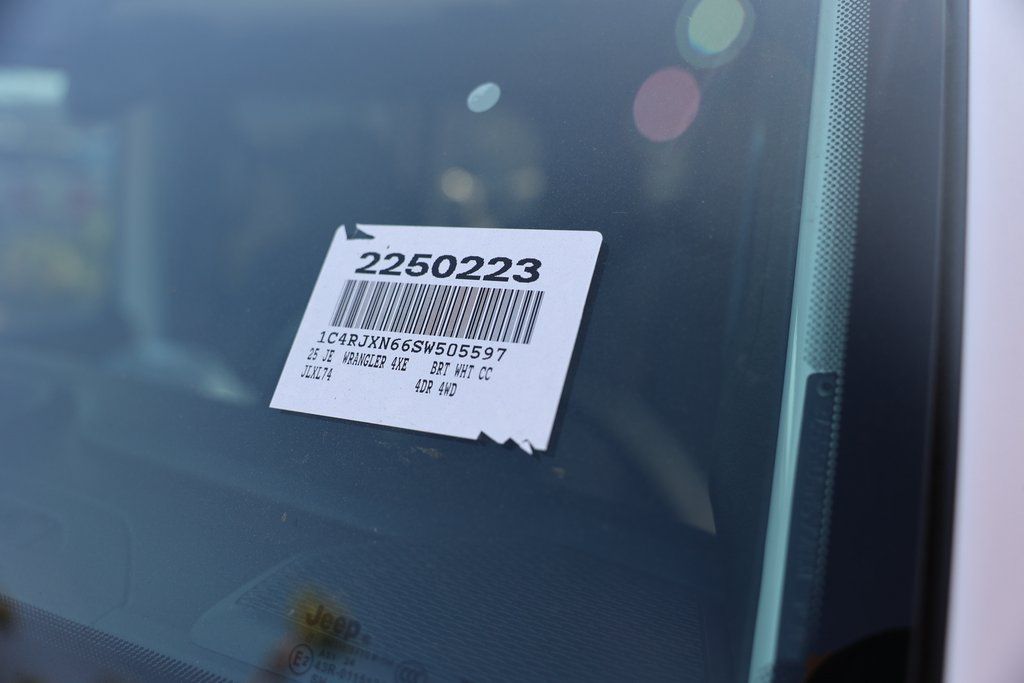 2250223
1C4RJXN66SW505597
25 JE WRANGLER 4XE BRT WHT CC
JLXL74 4DR 4WD
Jeep